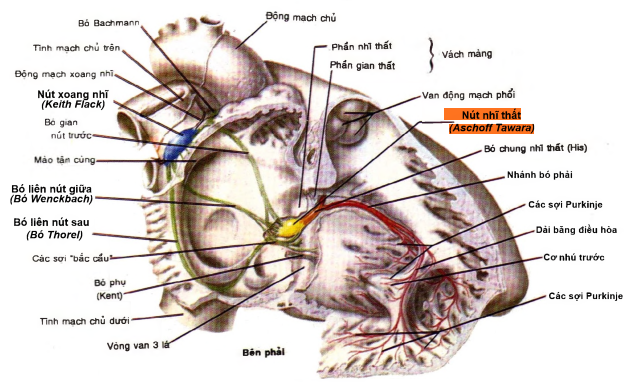 Bó Bachmann
Động mạch chủ
Tĩnh mạch chủ trên
Động mạch xoang nhĩ
Nút xoang nhĩ
(Keith Flack)
Bó gian
nút trước
Mào tận cùng
Bó liên nút giữa
(Bó Wenckbach)
Bó liên nút sau
(Bó Thorel)
Các sợi "bắc cầu"
Bó phụ
(Kent)
Tĩnh mạch chủ dưới
Vòng van 3 lá
Bên phải
Phần nhĩ thất
Phần gian thất
Vách màng
Van động mạch phổi
Nút nhĩ thất
(Aschoff Tawara)
Bó chung nhĩ thất (His)
Nhánh bó phải
Các sợi Purkinje
Dải băng điều hòa
Cơ nhú trước
Các sợi Purkinje